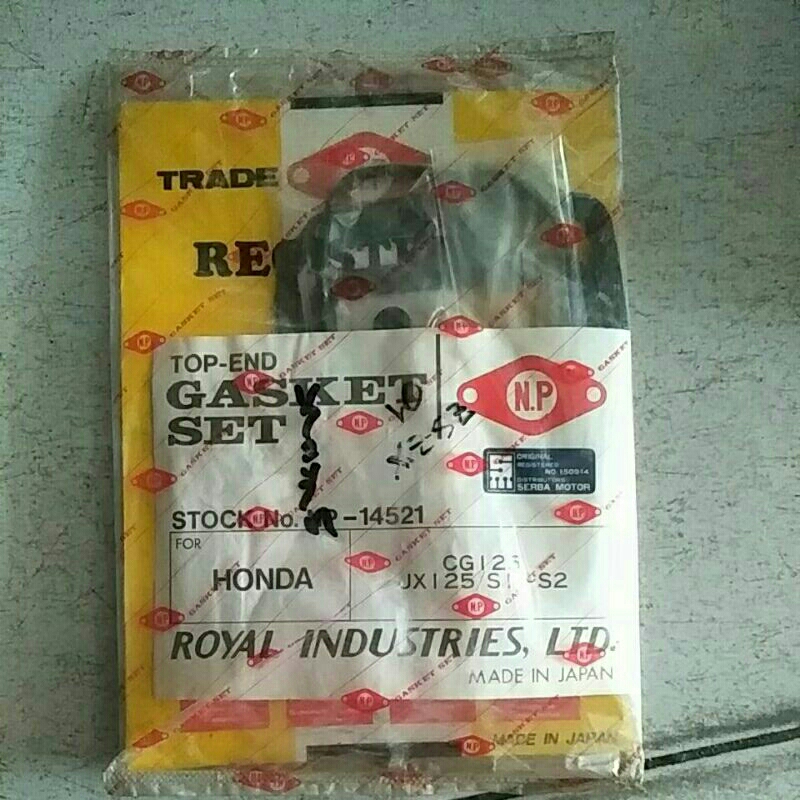 TRADE
TOP-END
GASKET
SET
N.P
ORIGINAL
REGISTERED
NO. 150914
DISTRIBUTORS
SERBA MOTOR
STOCK No.
-14521
FOR
HONDA
CG125
JX125 S1 S2
ROYAL INDUSTRIES, LTD.
MADE IN JAPAN
MADE IN JAPAN
N.P
GASKET SET